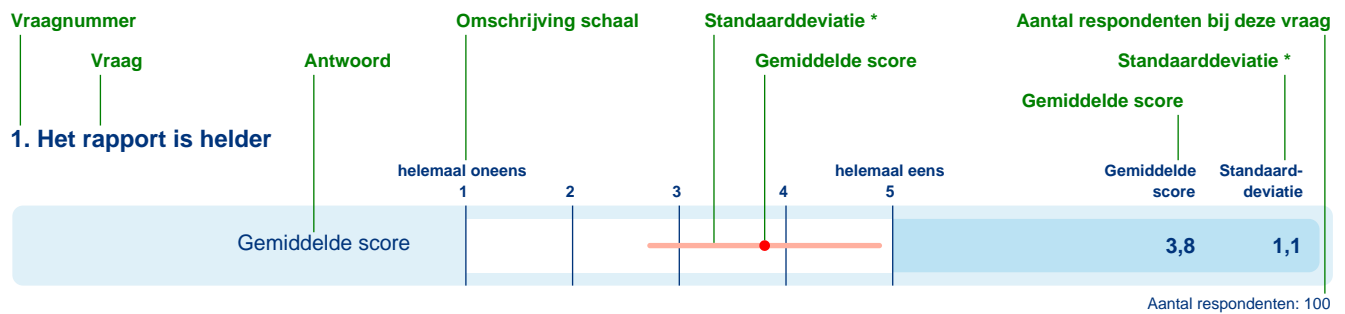 Vraagnummer Omschrijving schaal Standaarddeviatie * Aantal respondenten bij deze vraag
Vraag Antwoord Gemiddelde score Standaarddeviatie *
Gemiddelde score
1. Het rapport is helder
helemaal oneens helemaal eens Gemiddelde Standaard-
1 2 3 4 5 score deviatie
Gemiddelde score 3,8 1,1
Aantal respondenten: 100